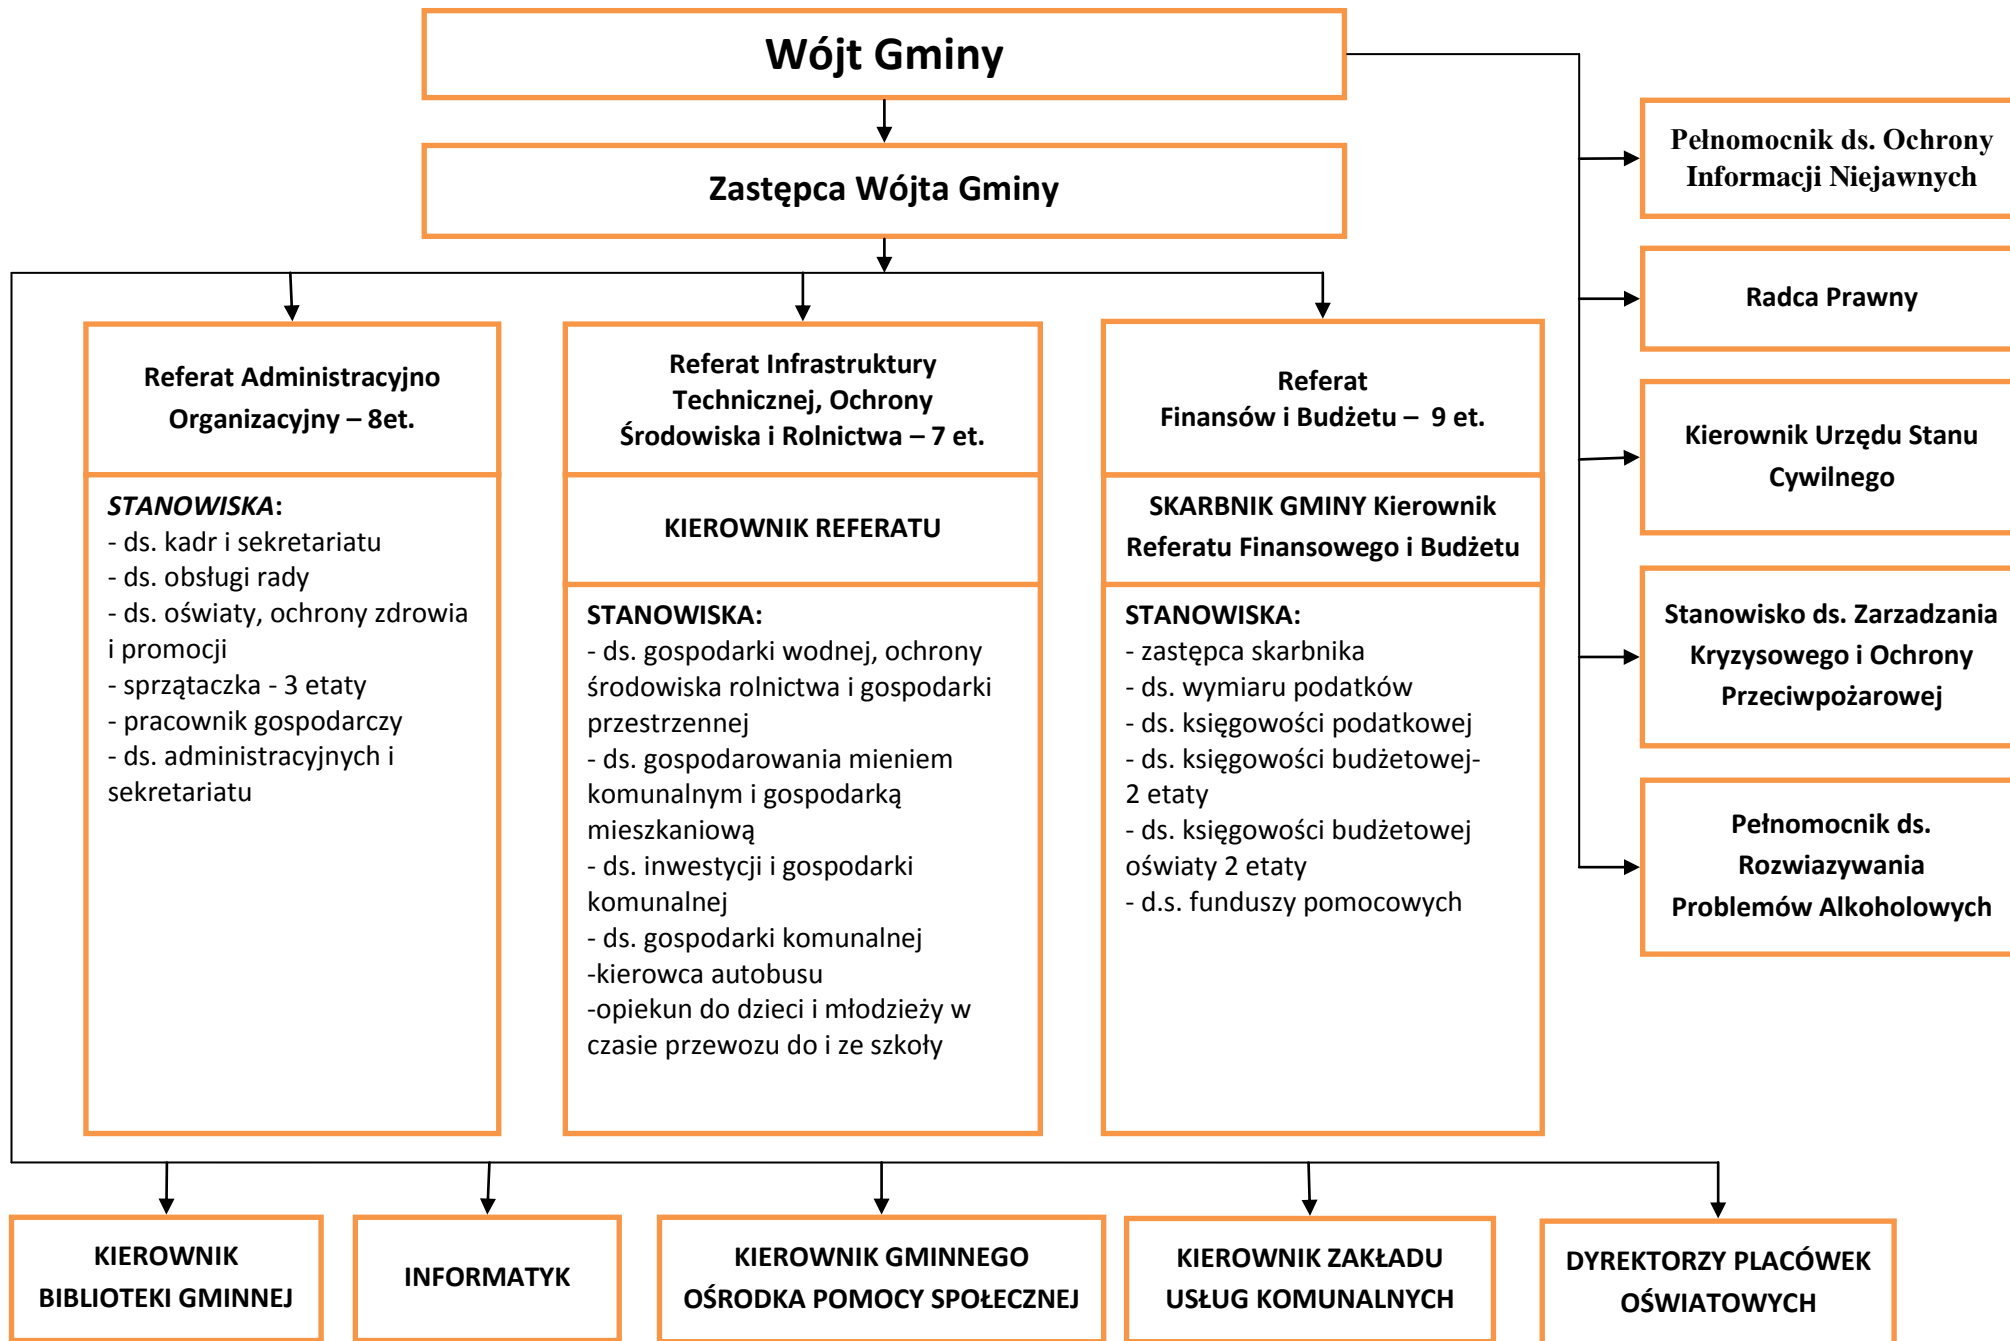 Wójt Gminy
Zastępca Wójta Gminy
Pełnomocnik ds. Ochrony
Informacji Niejawnych
Radca Prawny
Kierownik Urzędu Stanu
Cywilnego
Stanowisko ds. Zarzadzania
Kryzysowego i Ochrony
Przeciwpożarowej
Pełnomocnik ds.
Rozwiazywania
Problemów Alkoholowych
Referat Administracyjno
Organizacyjny – 8et.
STANOWISKA:
- ds. kadr i sekretariatu
- ds. obsługi rady
- ds. oświaty, ochrony zdrowia
i promocji
- sprzątaczka - 3 etaty
- pracownik gospodarczy
- ds. administracyjnych i
sekretariatu
Referat Infrastruktury
Technicznej, Ochrony
Środowiska i Rolnictwa – 7 et.
KIEROWNIK REFERATU
STANOWISKA:
- ds. gospodarki wodnej, ochrony
środowiska rolnictwa i gospodarki
przestrzennej
- ds. gospodarowania mieniem
komunalnym i gospodarką
mieszkaniową
- ds. inwestycji i gospodarki
komunalnej
- ds. gospodarki komunalnej
-kierowca autobusu
-opiekun do dzieci i młodzieży w
czasie przewozu do i ze szkoły
Referat
Finansów i Budżetu – 9 et.
SKARBNIK GMINY Kierownik
Referatu Finansowego i Budżetu
STANOWISKA:
- zastępca skarbnika
- ds. wymiaru podatków
- ds. księgowości podatkowej
- ds. księgowości budżetowej-
2 etaty
- ds. księgowości budżetowej
oświaty 2 etaty
- d.s. funduszy pomocowych
KIEROWNIK
BIBLIOTEKI GMINNEJ
INFORMATYK
KIEROWNIK GMINNEGO
OŚRODKA POMOCY SPOŁECZNEJ
KIEROWNIK ZAKŁADU
USŁUG KOMUNALNYCH
DYREKTORZY PLACÓWEK
OŚWIATOWYCH